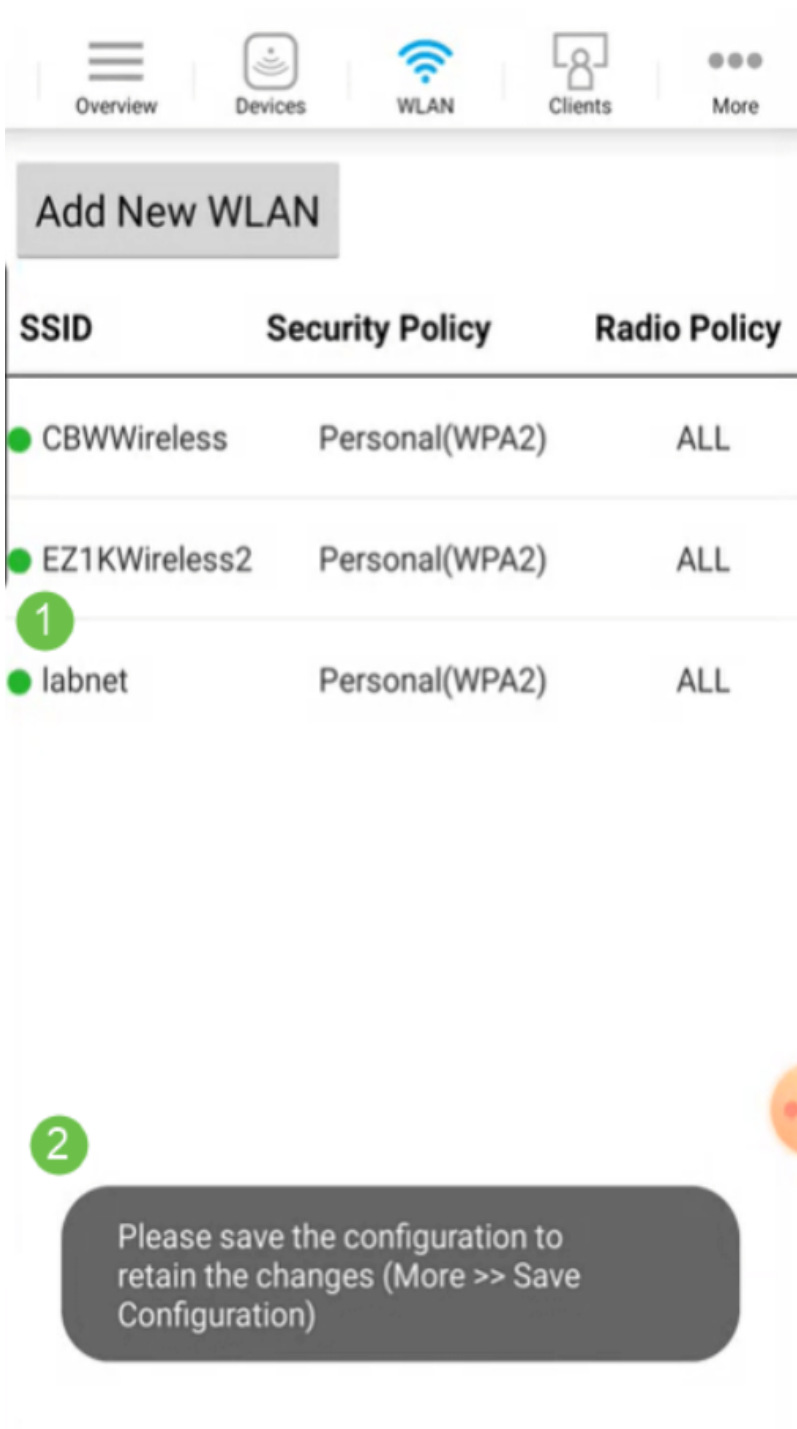 Overview Devices WLAN Clients More
Add New WLAN
SSID Security Policy Radio Policy
CBWWireless Personal(WPA2) ALL
EZ1KWireless2 Personal(WPA2) ALL
1
labnet Personal(WPA2) ALL
2
Please save the configuration to
retain the changes (More >> Save
Configuration)